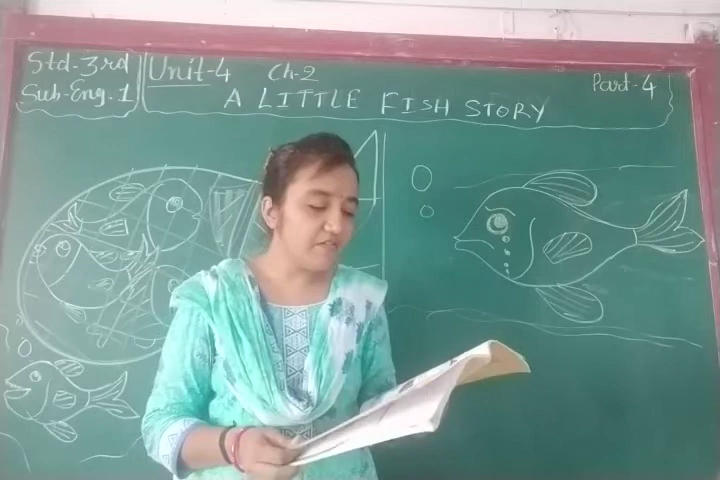 Std-3rd
Sub-Eng.1
Unit-4 Ch-2
A LITTLE FISH STORY
Part-4